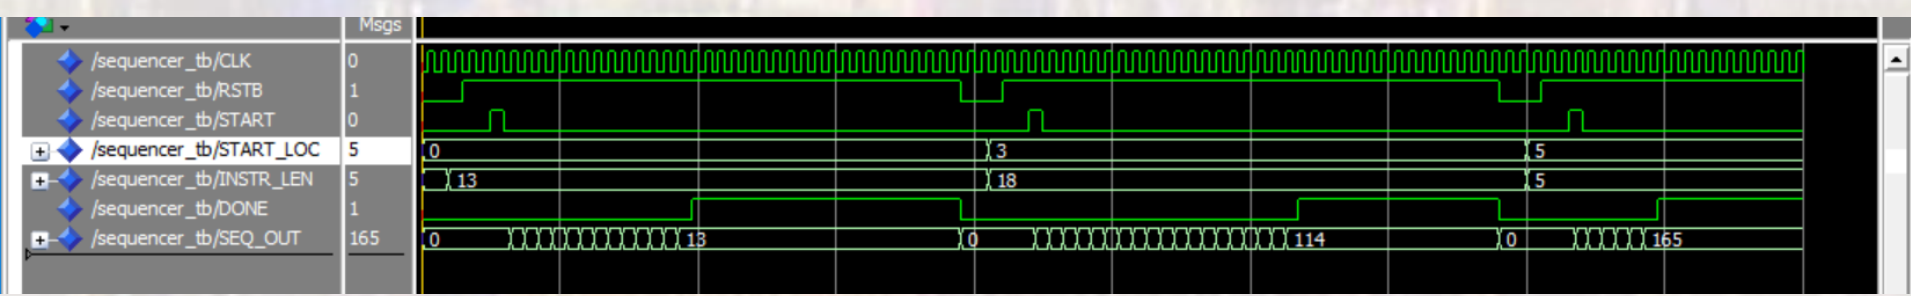 Msgs
/sequencer_tb/CLK 0
/sequencer_tb/RSTB 1
/sequencer_tb/START 0
/sequencer_tb/START_LOC 5 0 3 5
/sequencer_tb/INSTR_LEN 5 13 18 5
/sequencer_tb/DONE 1
/sequencer_tb/SEQ_OUT 165 0 13 0 114 0 165